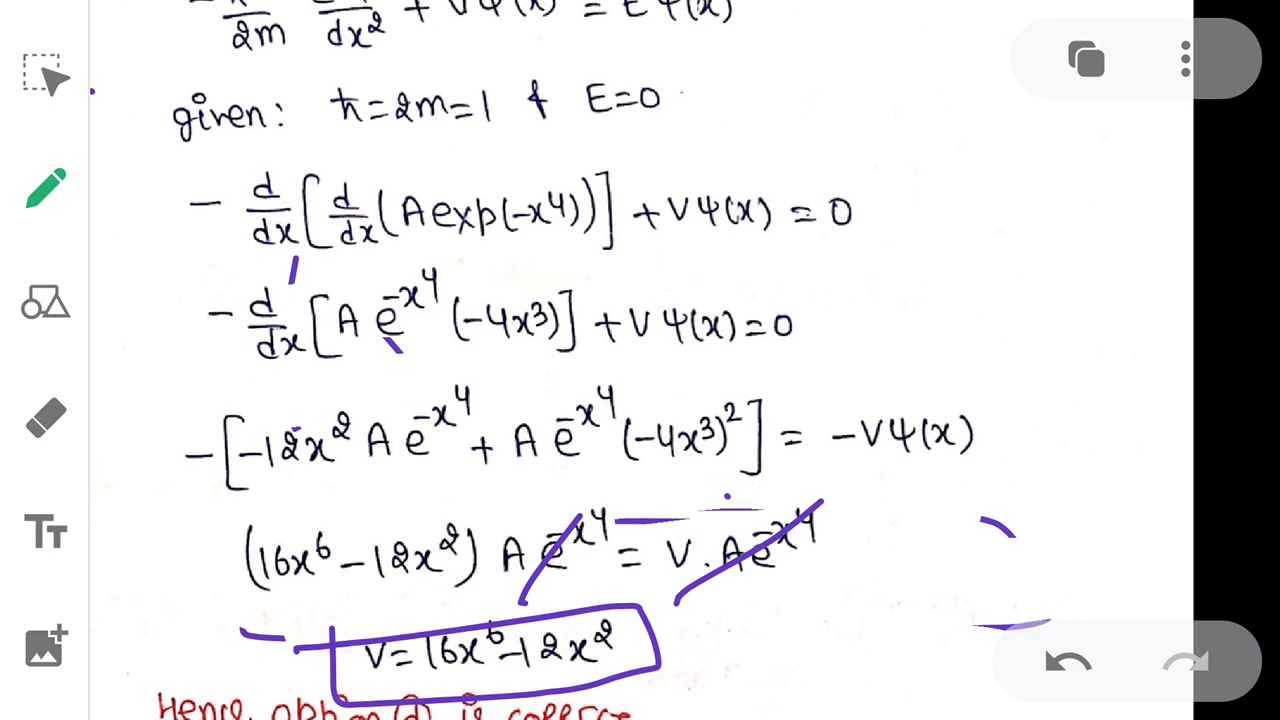 - ħ/2m d/dx² + Vψ(x) = Eψ(x)
given: ħ=2m=1 & E=0
- d/dx [d/dx (A exp(-x⁴))] + Vψ(x) = 0
- d/dx [A e^-x⁴ (-4x³)] + Vψ(x)=0
-[-12x² A e^-x⁴ + A e^-x⁴ (-4x³)²] = -Vψ(x)
(16x⁶ - 12x²) A e^-x⁴ = V . A e^-x⁴
V = 16x⁶ - 12x²
Hence option (d) is correct
Tт